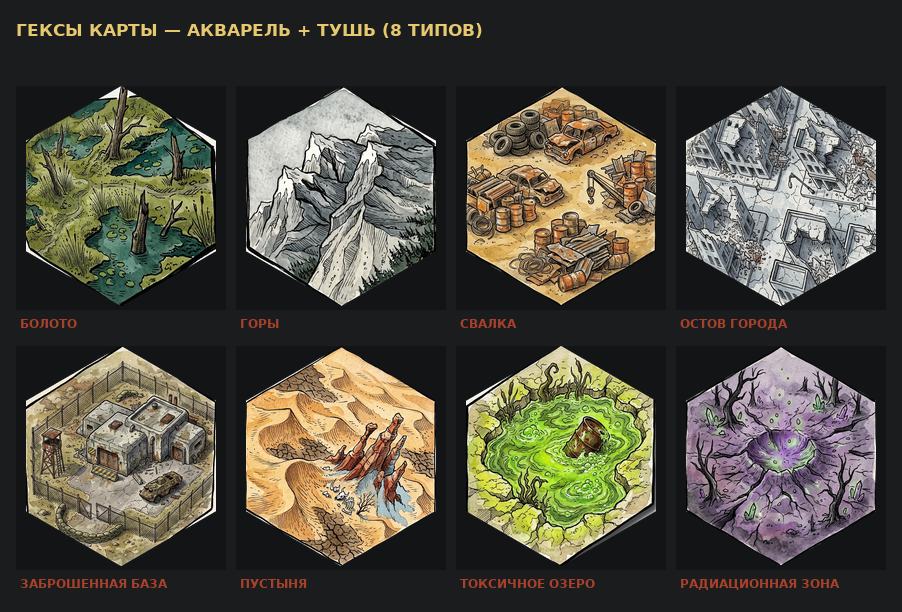 ГЕКСЫ КАРТЫ — АКВАРЕЛЬ + ТУШЬ (8 ТИПОВ)
БОЛОТО
ГОРЫ
СВАЛКА
ОСТОВ ГОРОДА
ЗАБРОШЕННАЯ БАЗА
ПУСТЫНЯ
ТОКСИЧНОЕ ОЗЕРО
РАДИАЦИОННАЯ ЗОНА